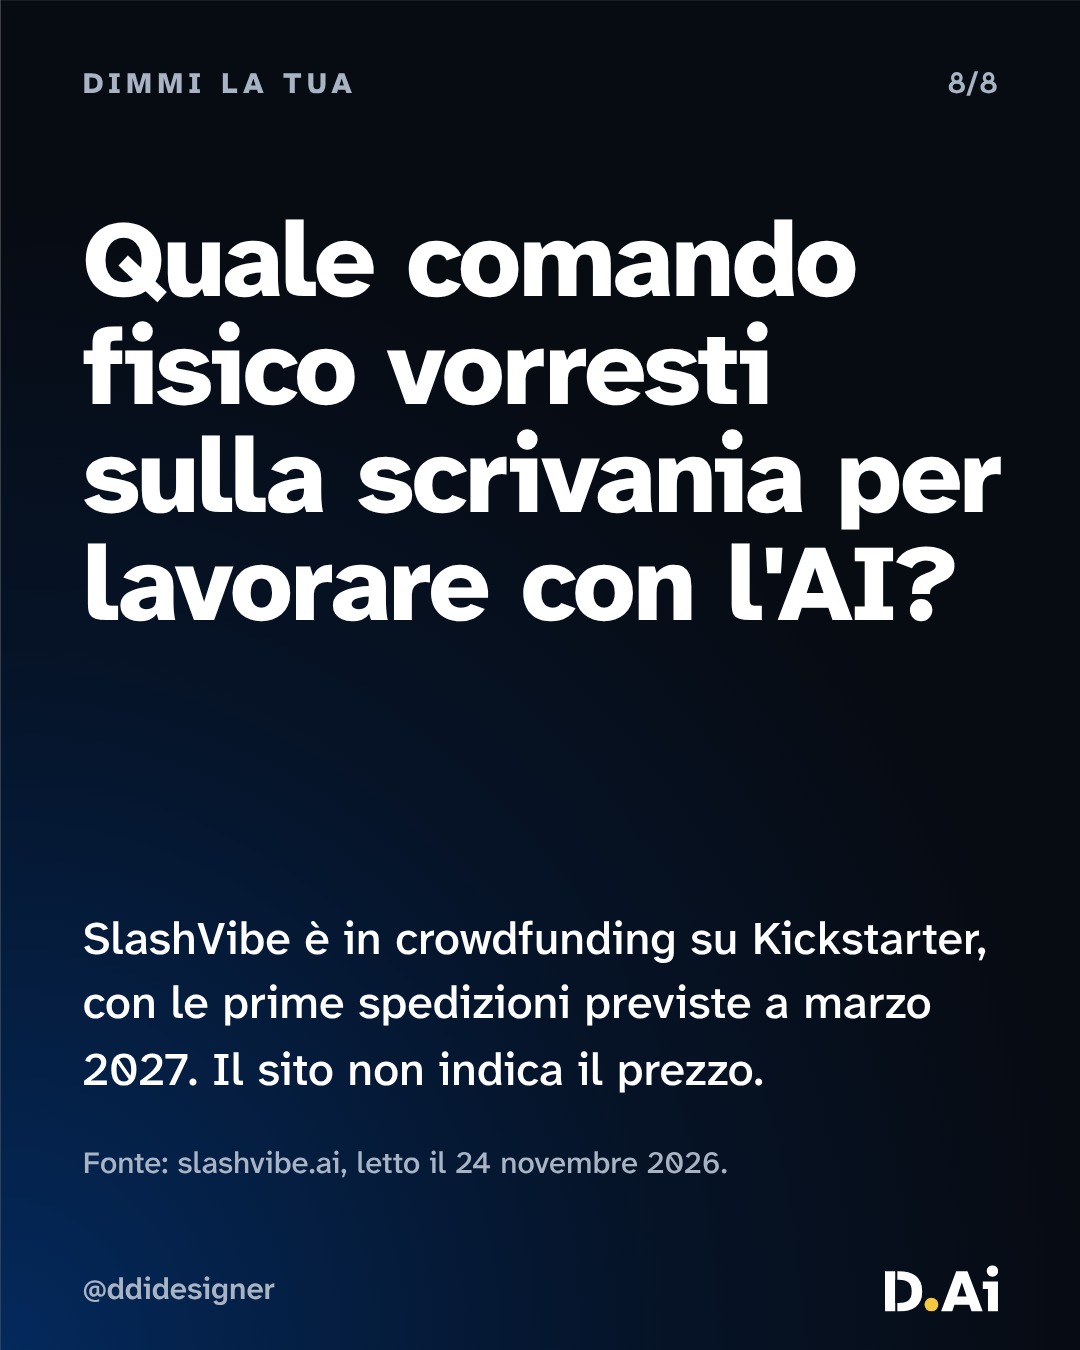 DIMMI LA TUA
8/8
Quale comando
fisico vorresti
sulla scrivania per
lavorare con l'AI?
SlashVibe è in crowdfunding su Kickstarter,
con le prime spedizioni previste a marzo
2027. Il sito non indica il prezzo.
Fonte: slashvibe.ai, letto il 24 novembre 2026.
@ddidesigner
D.Ai